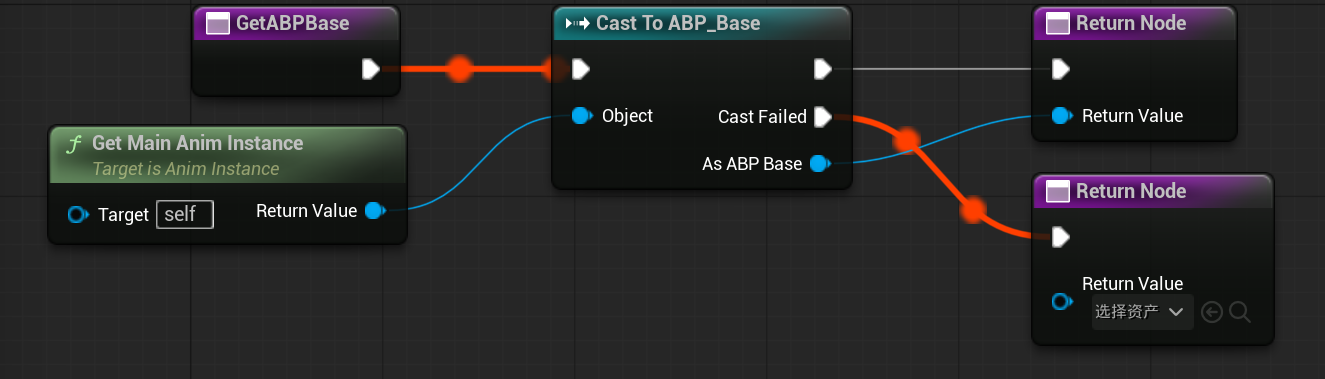 GetABPBase
Cast To ABP_Base
Return Node
Object
Cast Failed
As ABP Base
Return Value
f Get Main Anim Instance
Target is Anim Instance
Target self
Return Value
Return Node
Return Value
选择资产